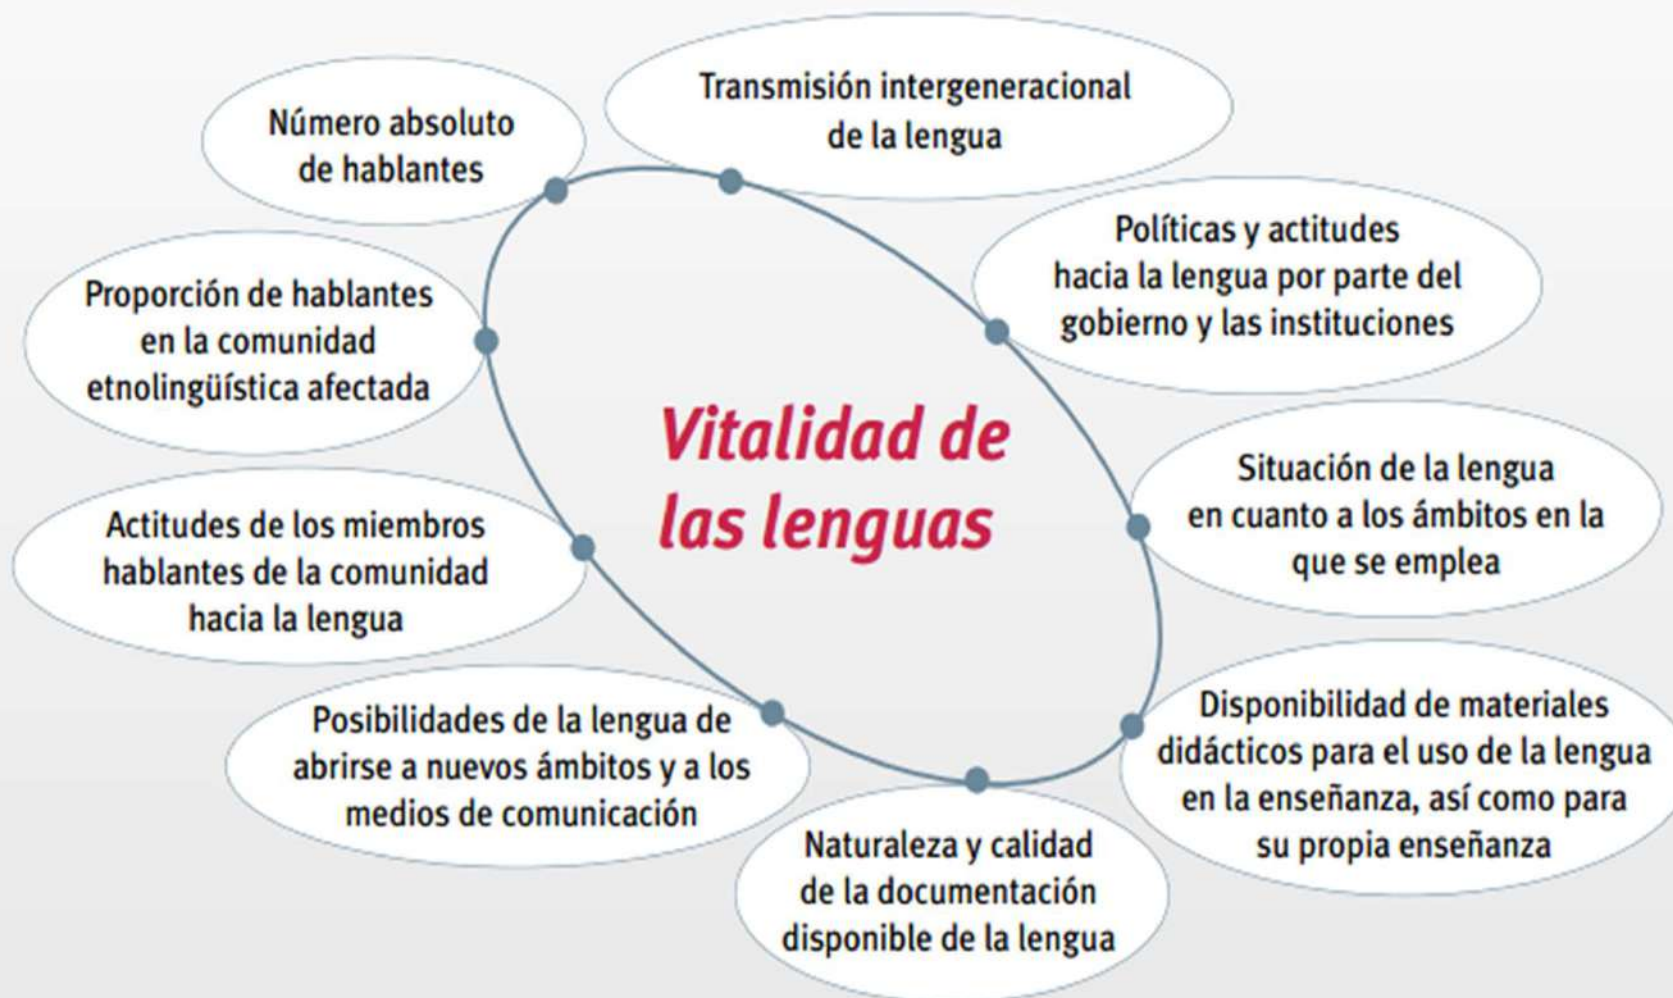 Transmisión intergeneracional
de la lengua
Número absoluto
de hablantes
Políticas y actitudes
hacia la lengua por parte del
gobierno y las instituciones
Proporción de hablantes
en la comunidad
etnolingüística afectada
Vitalidad de
las lenguas
Situación de la lengua
en cuanto a los ámbitos en la
que se emplea
Actitudes de los miembros
hablantes de la comunidad
hacia la lengua
Disponibilidad de materiales
didácticos para el uso de la lengua
en la enseñanza, así como para
su propia enseñanza
Posibilidades de la lengua de
abrirse a nuevos ámbitos y a los
medios de comunicación
Naturaleza y calidad
de la documentación
disponible de la lengua